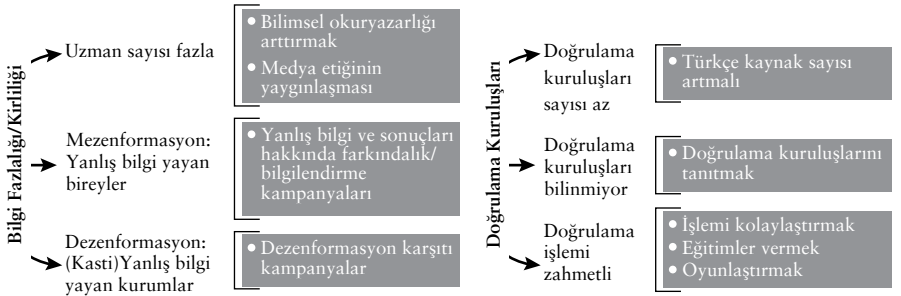 Bilgi Fazlalığı/Kirliliği
Uzman sayısı fazla
• Bilimsel okuryazarlığı
arttırmak
• Medya etiğinin
yaygınlaşması
Mezenformasyon:
Yanlış bilgi yayan
bireyler
• Yanlış bilgi ve sonuçları
hakkında farkındalık/
bilgilendirme
kampanyaları
Dezenformasyon:
(Kasti)Yanlış bilgi
yayan kurumlar
• Dezenformasyon karşıtı
kampanyalar
Doğrulama Kuruluşları
Doğrulama
kuruluşları
sayısı az
• Türkçe kaynak sayısı
artmalı
Doğrulama
kuruluşları
bilinmiyor
• Doğrulama kuruluşlarını
tanıtmak
Doğrulama
işlemi
zahmetli
• İşlemi kolaylaştırmak
• Eğitimler vermek
• Oyunlaştırmak